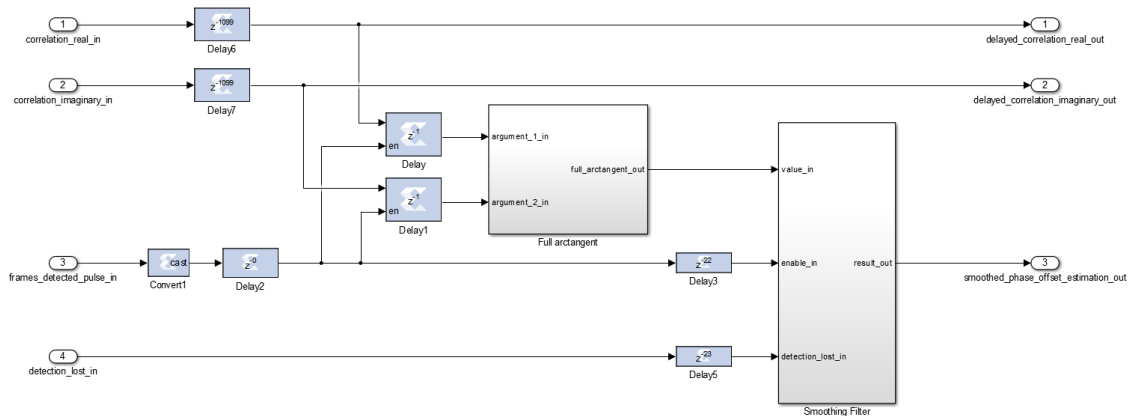 1
correlation_real_in
z-1099
Delay6
1
delayed_correlation_real_out
2
correlation_imaginary_in
z-1099
Delay7
2
delayed_correlation_imaginary_out
z-1
en
Delay
argument_1_in
full_arctangent_out
argument_2_in
Full arctangent
z-1
en
Delay1
value_in
enable_in
result_out
detection_lost_in
Smoothing Filter
3
frames_detected_pulse_in
cast
Convert1
z-0
Delay2
z-22
Delay3
3
smoothed_phase_offset_estimation_out
4
detection_lost_in
z-23
Delay5